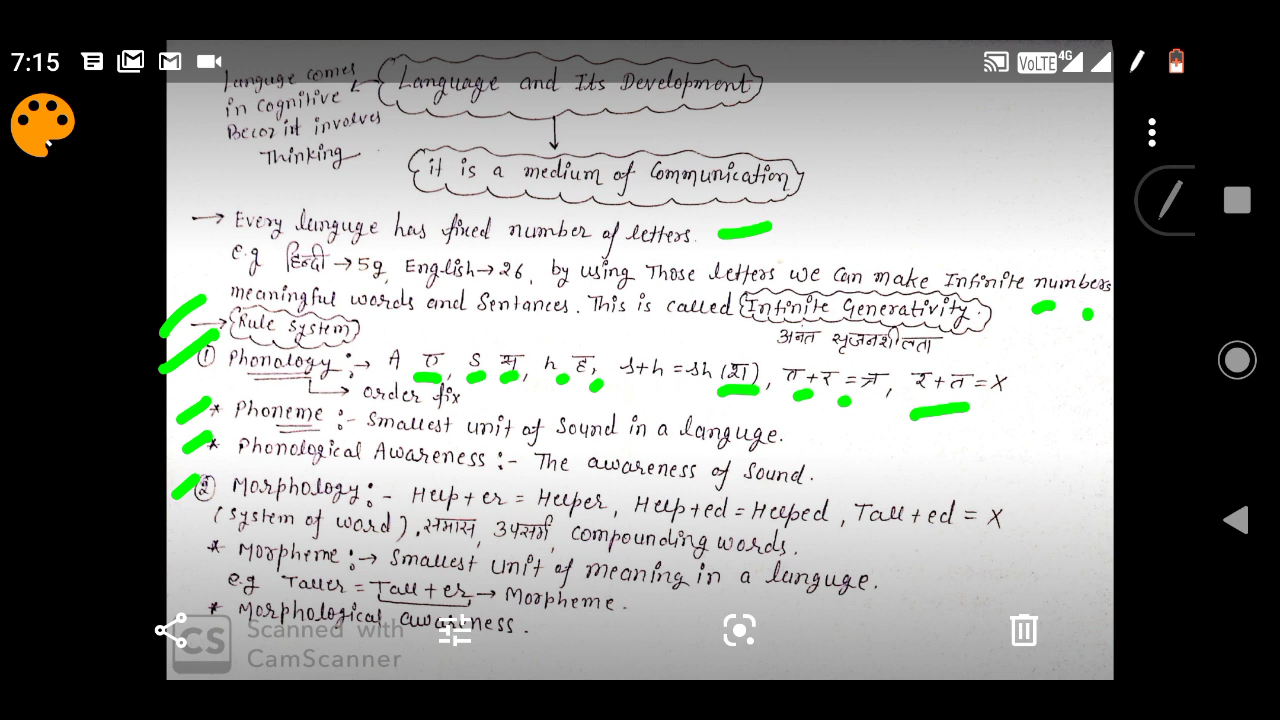 7:15
VoLTE 4G
Language and Its Development
languge comes
in Cognitive
Becoz it involves
Thinking
it is a medium of Communication
→ Every languge has fixed number of letters.
e.g हिन्दी → 59, English → 26, by using Those letters we can make Infinite numbers
meaningful words and Sentances. This is called Infinite Generativity.
अनंत सृजनशीलता
→ Rule System
① Phonology :→ A ਨ, S ਸ, h ਹ, s+h = sh (श), त+र = त्र, र+त = X
→ order fix
* Phoneme :- Smallest unit of Sound in a languge.
* Phonological Awareness :- The awareness of Sound.
② Morphology :- Help+er = Helper, Help+ed = Helped, Tall+ed = X
(System of word), समास, उपसर्ग, compounding words.
* Morpheme :→ Smallest unit of meaning in a languge.
e.g Taller = Tall + er → Morpheme.
* Morphological awareness.
CS Scanned with
CamScanner